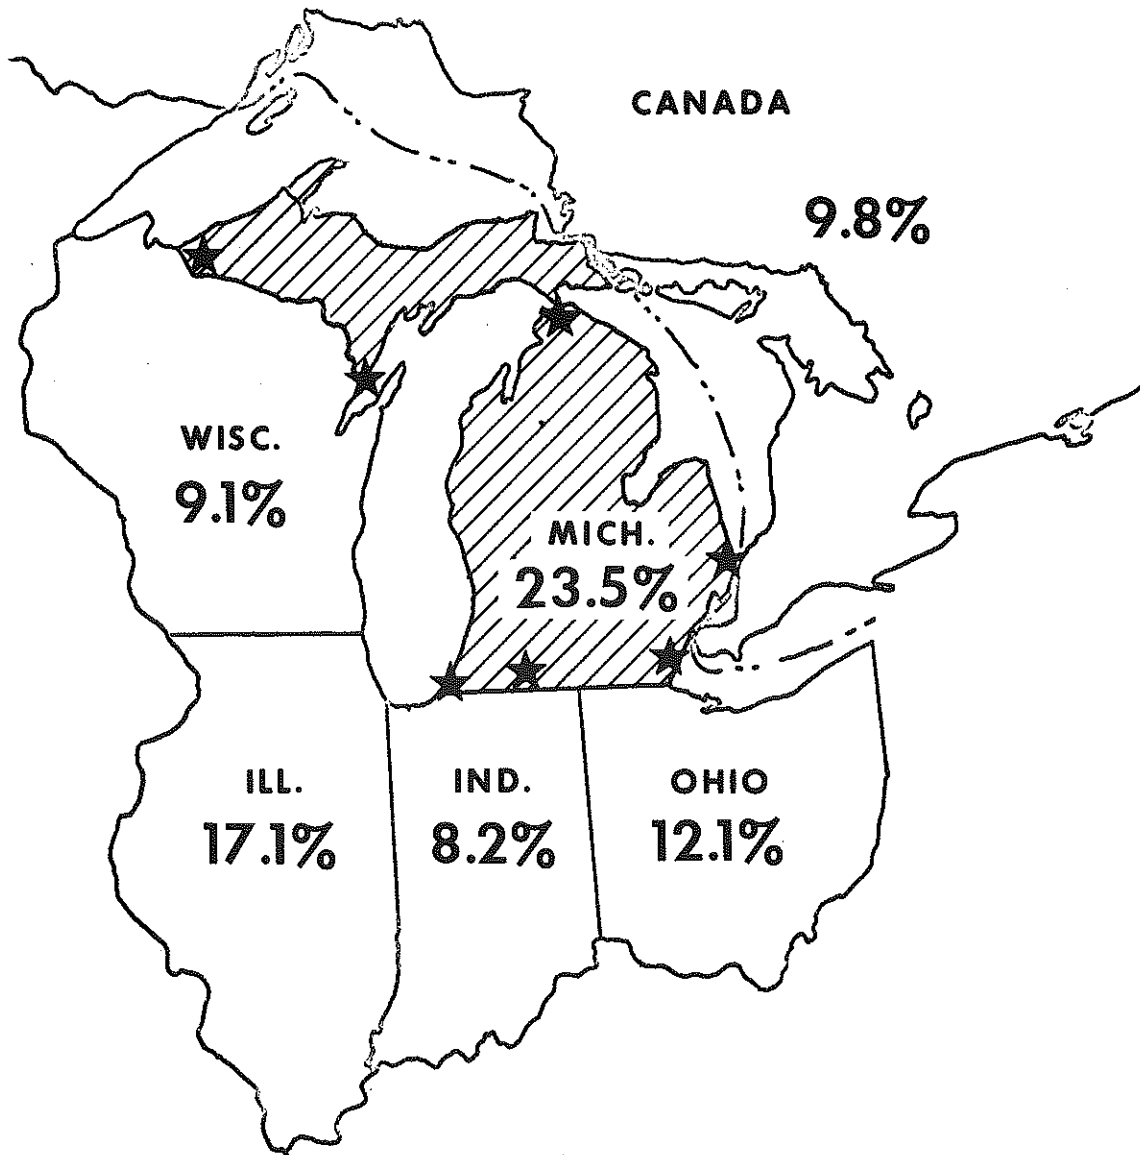 CANADA
9.8%
WISC.
9.1%
MICH.
23.5%
ILL.
17.1%
IND.
8.2%
OHIO
12.1%